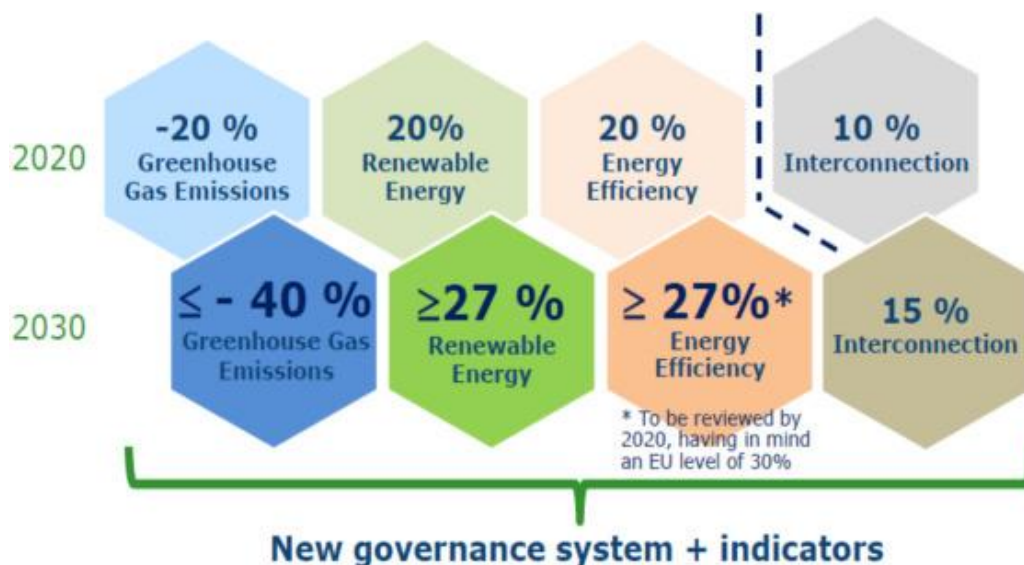 2020
-20 %
Greenhouse
Gas Emissions
20%
Renewable
Energy
20 %
Energy
Efficiency
10 %
Interconnection
2030
≤ - 40 %
Greenhouse Gas
Emissions
≥27 %
Renewable
Energy
≥ 27%*
Energy
Efficiency
* To be reviewed by
2020, having in mind
an EU level of 30%
15 %
Interconnection
New governance system + indicators